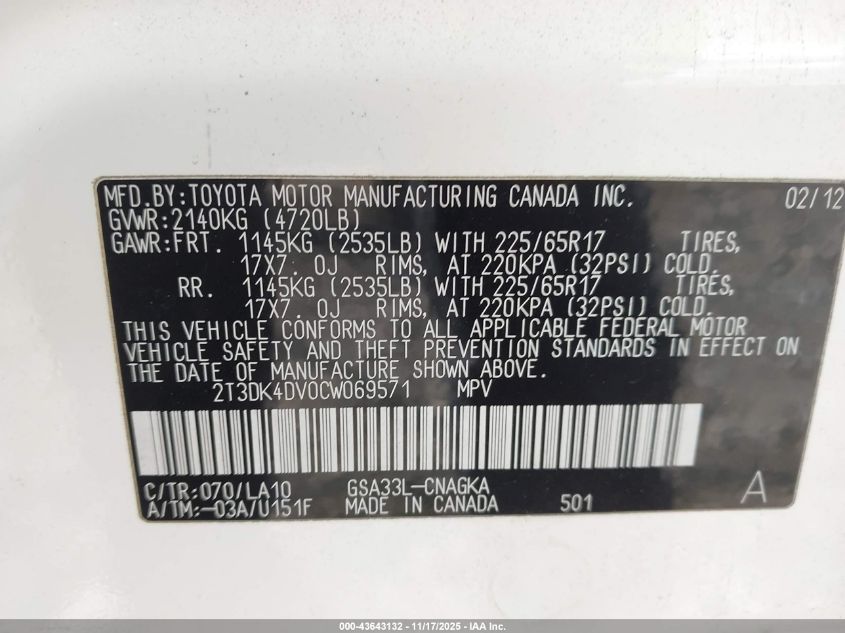 MFD.BY:TOYOTA MOTOR MANUFACTURING CANADA INC. 02/12
GVWR:2140KG (4720LB)
GAWR:FRT. 1145KG (2535LB) WITH 225/65R17 TIRES,
17X7.0J RIMS, AT 220KPA (32PSI) COLD.
RR. 1145KG (2535LB) WITH 225/65R17 TIRES,
17X7.0J RIMS, AT 220KPA (32PSI) COLD.
THIS VEHICLE CONFORMS TO ALL APPLICABLE FEDERAL MOTOR
VEHICLE SAFETY AND THEFT PREVENTION STANDARDS IN EFFECT ON
THE DATE OF MANUFACTURE SHOWN ABOVE.
2T3DK4DV0CW069571 MPV
C/TR:070/LA10 GSA33L-CNAGKA
A/TM:-03A/U151F MADE IN CANADA 501 A
000-43643132 - 11/17/2025 - IAA Inc.